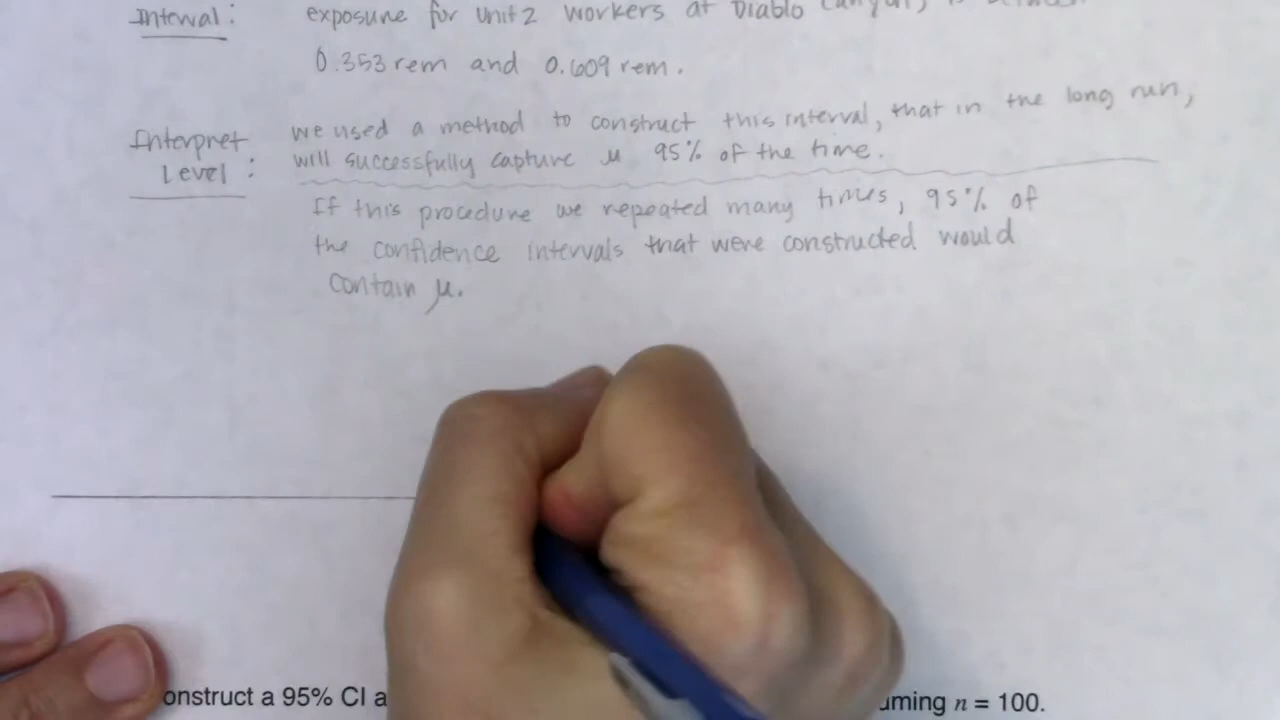 Interval: exposure for Unit 2 workers at Diablo Canyon, is between
0.353 rem and 0.609 rem.
Interpret Level: we used a method to construct this interval, that in the long run,
will successfully capture μ 95% of the time.
If this procedure we repeated many times, 95% of
the confidence intervals that were constructed would
contain μ.
onstruct a 95% CI a uming n = 100.